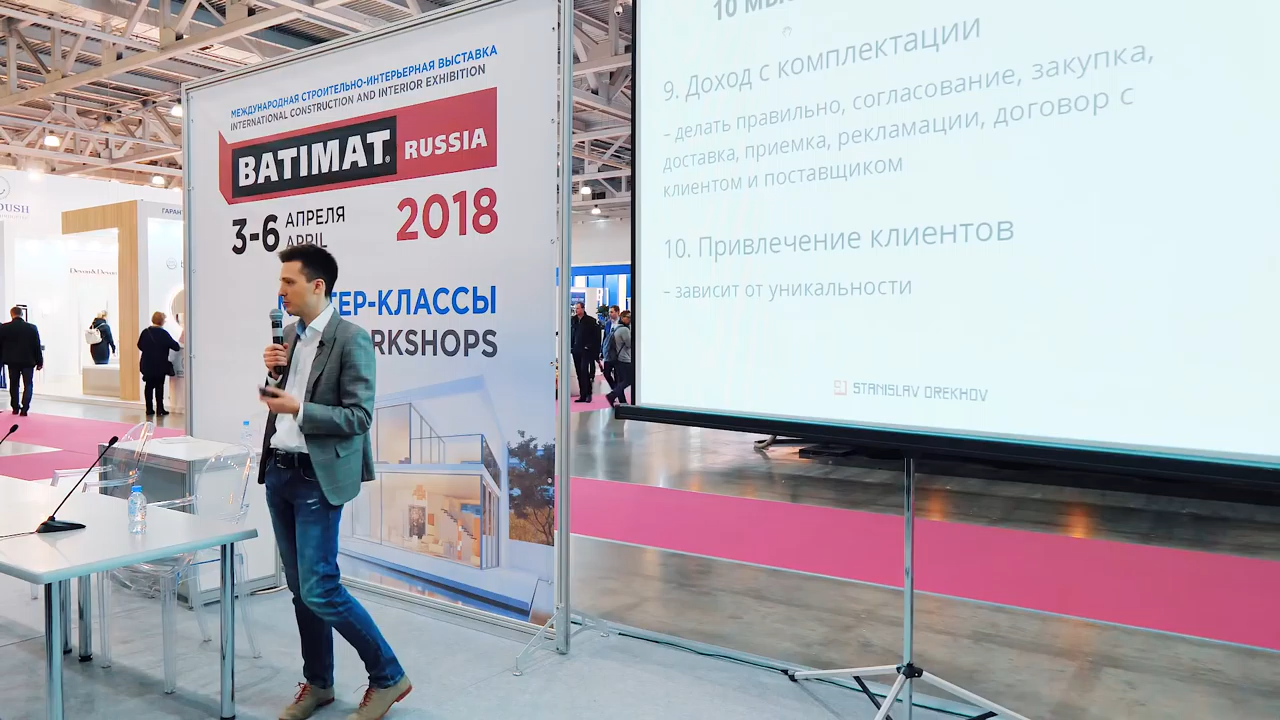 МЕЖДУНАРОДНАЯ СТРОИТЕЛЬНО-ИНТЕРЬЕРНАЯ ВЫСТАВКА
INTERNATIONAL CONSTRUCTION AND INTERIOR EXHIBITION
BATIMAT® RUSSIA
3-6 АПРЕЛЯ
APRIL
2018
ТЕР-КЛАССЫ
RKSHOPS
10
9. Доход с комплектации
– делать правильно, согласование, закупка,
доставка, приемка, рекламации, договор с
клиентом и поставщиком
10. Привлечение клиентов
– зависит от уникальности
STANISLAV OREKHOV